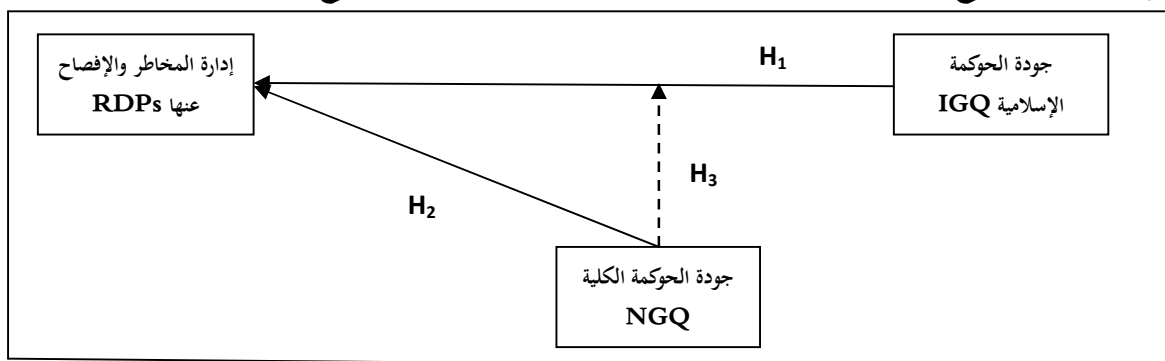 جودة الحوكمة
الإسلامية IGQ
H₁
إدارة المخاطر والإفصاح
عنها RDPs
H₃
H₂
جودة الحوكمة الكلية
NGQ